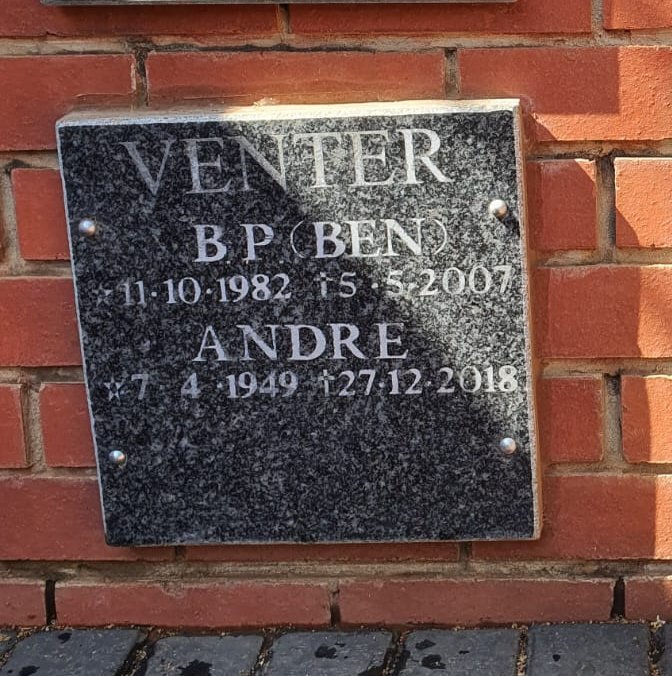 VENTER
B.P. (BEN)
☆11·10·1982 †5·5·2007
ANDRE
☆7 4·1949 †27·12·2018